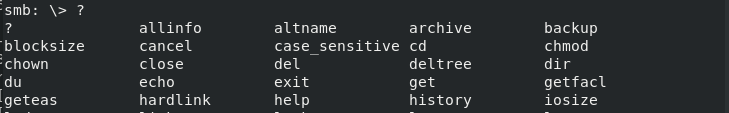 smb: \> ?
? allinfo altname archive backup
blocksize cancel case_sensitive cd chmod
chown close del deltree dir
du echo exit get getfacl
geteas hardlink help history iosize